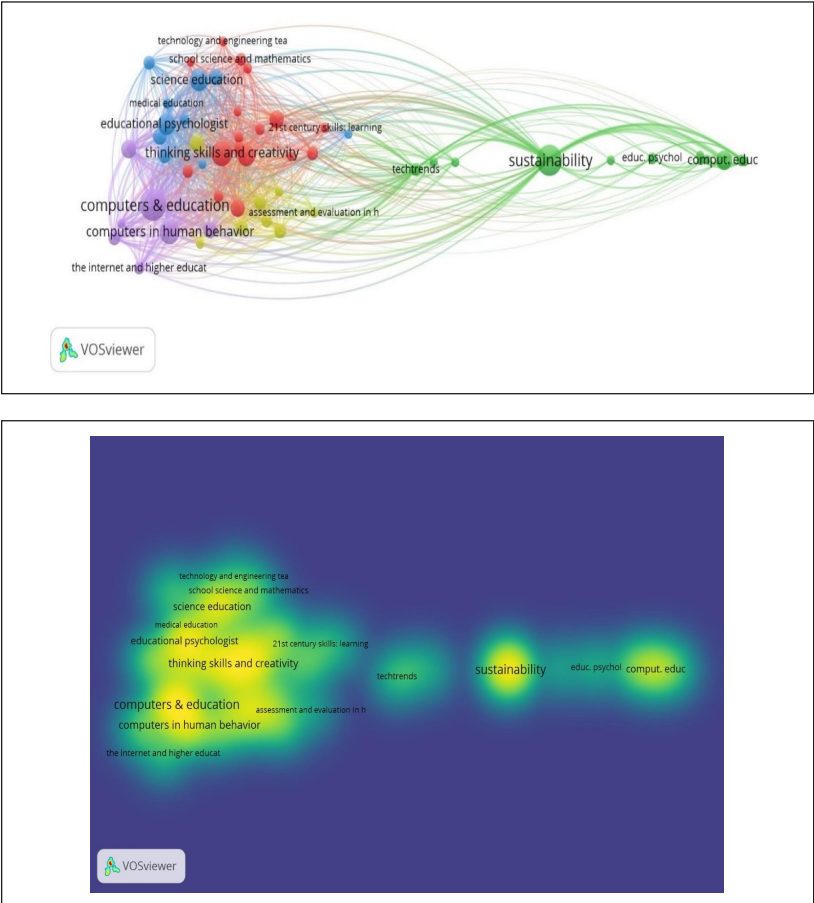 technology and engineering tea
school science and mathematics
science education
medical education
educational psychologist
21st century skills: learning
thinking skills and creativity
sustainability
educ. psychol
comput. educ
techtrends
computers & education
assessment and evaluation in h
computers in human behavior
the internet and higher educat
VOSviewer
technology and engineering tea
school science and mathematics
science education
medical education
educational psychologist
21st century skills: learning
thinking skills and creativity
sustainability
educ. psychol
comput. educ
techtrends
computers & education
assessment and evaluation in h
computers in human behavior
the internet and higher educat
VOSviewer